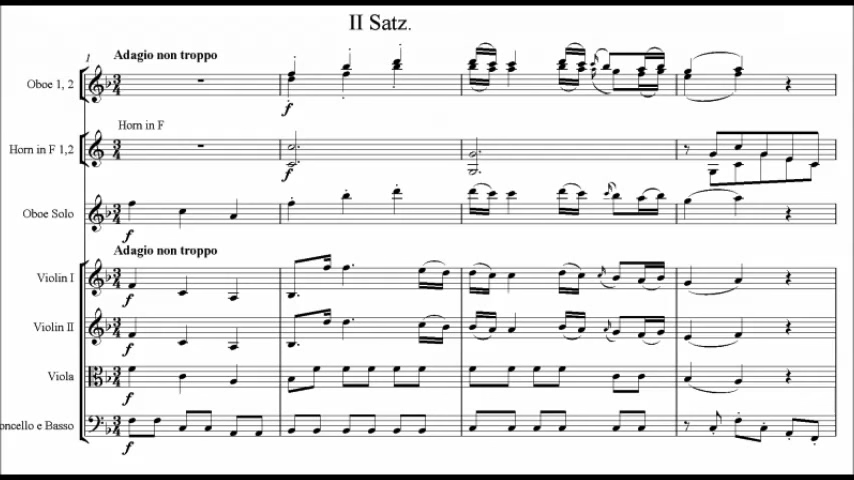 II Satz.
1
Adagio non troppo
Oboe 1, 2
f
Horn in F
Horn in F 1,2
f
Oboe Solo
f
Adagio non troppo
Violin I
f
Violin II
f
Viola
f
oncello e Basso
f